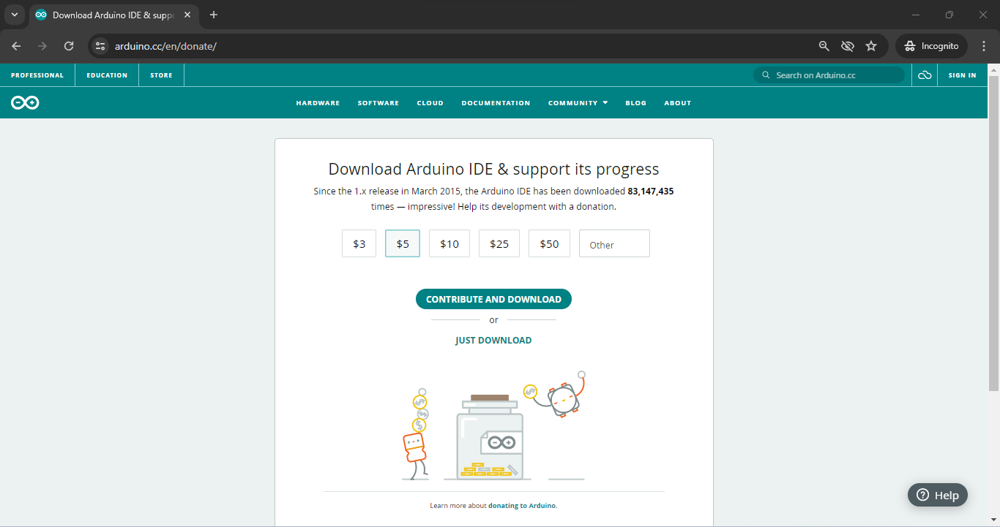 Download Arduino IDE & suppo
arduino.cc/en/donate/
Incognito
PROFESSIONAL
EDUCATION
STORE
Search on Arduino.cc
SIGN IN
HARDWARE
SOFTWARE
CLOUD
DOCUMENTATION
COMMUNITY
BLOG
ABOUT
Download Arduino IDE & support its progress
Since the 1.x release in March 2015, the Arduino IDE has been downloaded 83,147,435
times — impressive! Help its development with a donation.
$3
$5
$10
$25
$50
Other
CONTRIBUTE AND DOWNLOAD
or
JUST DOWNLOAD
Learn more about donating to Arduino.
Help